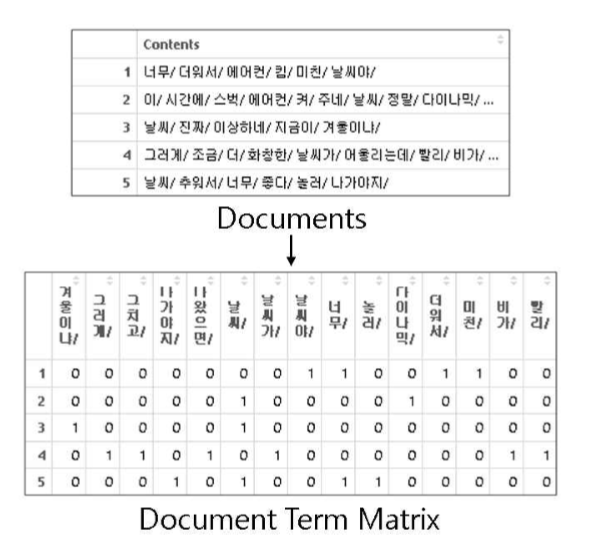 Contents
1 너무/ 더워서/ 에어컨/ 킴/ 미친/ 날씨야/
2 이/ 시간에/ 스벅/ 에어컨/ 켜/ 주네/ 날씨/ 정말/ 다이나믹/ ...
3 날씨/ 진짜/ 이상하네/ 지금이/ 겨울이냐/
4 그러게/ 조금/ 더/ 화창한/ 날씨가/ 어울리는데/ 빨리/ 비가/ ...
5 날씨/ 추워서/ 너무/ 좋다/ 놀러/ 나가야지/
Documents
겨울이냐/ 그러게/ 그치고/ 나가야지/ 나왔으면/ 날씨/ 날씨가/ 날씨야/ 너무/ 놀러/ 다이나믹/ 더워서/ 미친/ 비가/ 빨리/
1 0 0 0 0 0 0 0 1 1 0 0 1 1 0 0
2 0 0 0 0 0 1 0 0 0 0 1 0 0 0 0
3 1 0 0 0 0 1 0 0 0 0 0 0 0 0 0
4 0 1 1 0 1 0 1 0 0 0 0 0 0 1 1
5 0 0 0 1 0 1 0 0 1 1 0 0 0 0 0
Document Term Matrix